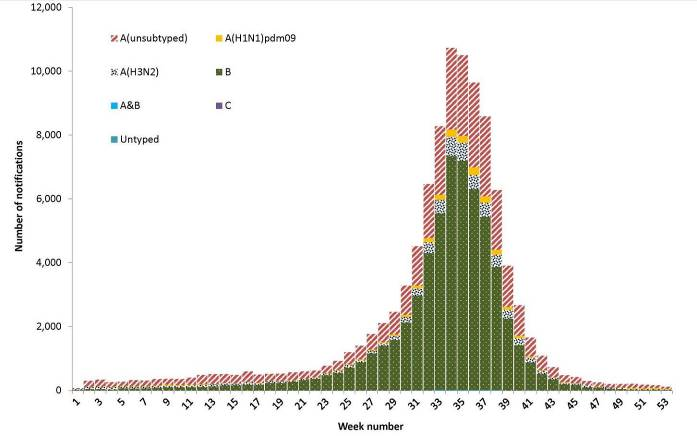 12,000
10,000
8,000
6,000
4,000
2,000
0
Number of notifications
A(unsubtyped)
A(H1N1)pdm09
A(H3N2)
B
A&B
C
Untyped
1 3 5 7 9 11 13 15 17 19 21 23 25 27 29 31 33 35 37 39 41 43 45 47 49 51 53
Week number